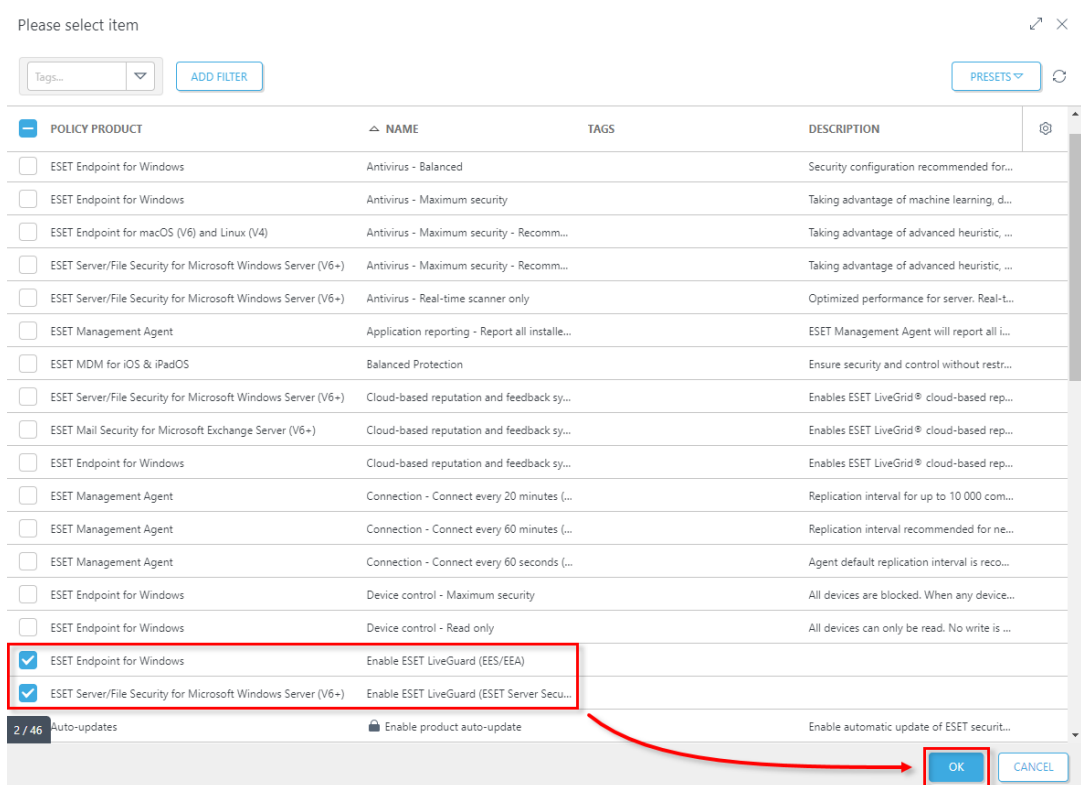 Please select item
Tags... ADD FILTER PRESETS
POLICY PRODUCT NAME TAGS DESCRIPTION
ESET Endpoint for Windows Antivirus - Balanced Security configuration recommended for...
ESET Endpoint for Windows Antivirus - Maximum security Taking advantage of machine learning, d...
ESET Endpoint for macOS (V6) and Linux (V4) Antivirus - Maximum security - Recomm... Taking advantage of advanced heuristic, ...
ESET Server/File Security for Microsoft Windows Server (V6+) Antivirus - Maximum security - Recomm... Taking advantage of advanced heuristic, ...
ESET Server/File Security for Microsoft Windows Server (V6+) Antivirus - Real-time scanner only Optimized performance for server. Real-t...
ESET Management Agent Application reporting - Report all installe... ESET Management Agent will report all i...
ESET MDM for iOS & iPadOS Balanced Protection Ensure security and control without restr...
ESET Server/File Security for Microsoft Windows Server (V6+) Cloud-based reputation and feedback sy... Enables ESET LiveGrid® cloud-based rep...
ESET Mail Security for Microsoft Exchange Server (V6+) Cloud-based reputation and feedback sy... Enables ESET LiveGrid® cloud-based rep...
ESET Endpoint for Windows Cloud-based reputation and feedback sy... Enables ESET LiveGrid® cloud-based rep...
ESET Management Agent Connection - Connect every 20 minutes (... Replication interval for up to 10 000 com...
ESET Management Agent Connection - Connect every 60 minutes (... Replication interval recommended for ne...
ESET Management Agent Connection - Connect every 60 seconds (... Agent default replication interval is reco...
ESET Endpoint for Windows Device control - Maximum security All devices are blocked. When any device...
ESET Endpoint for Windows Device control - Read only All devices can only be read. No write is ...
ESET Endpoint for Windows Enable ESET LiveGuard (EES/EEA)
ESET Server/File Security for Microsoft Windows Server (V6+) Enable ESET LiveGuard (ESET Server Secu...
2 / 46 Auto-updates Enable product auto-update Enable automatic update of ESET securit...
OK CANCEL